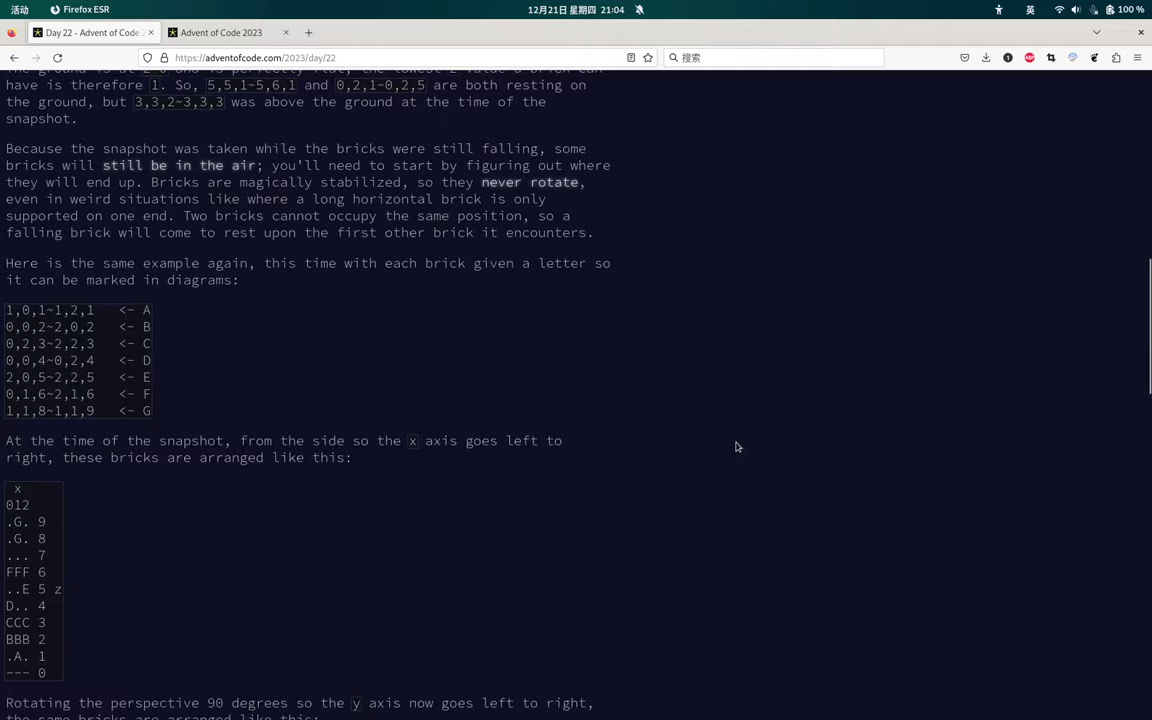 活动
Firefox ESR
12月21日星期四 21:04
英
100 %
Day 22 - Advent of Code 2
Advent of Code 2023
https://adventofcode.com/2023/day/22
搜索
have is therefore 1. So, 5,5,1~5,6,1 and 0,2,1~0,2,5 are both resting on
the ground, but 3,3,2~3,3,3 was above the ground at the time of the
snapshot.
Because the snapshot was taken while the bricks were still falling, some
bricks will still be in the air; you'll need to start by figuring out where
they will end up. Bricks are magically stabilized, so they never rotate,
even in weird situations like where a long horizontal brick is only
supported on one end. Two bricks cannot occupy the same position, so a
falling brick will come to rest upon the first other brick it encounters.
Here is the same example again, this time with each brick given a letter so
it can be marked in diagrams:
1,0,1~1,2,1 <- A
0,0,2~2,0,2 <- B
0,2,3~2,2,3 <- C
0,0,4~0,2,4 <- D
2,0,5~2,2,5 <- E
0,1,6~2,1,6 <- F
1,1,8~1,1,9 <- G
At the time of the snapshot, from the side so the x axis goes left to
right, these bricks are arranged like this:
x
012
.G. 9
.G. 8
... 7
FFF 6
..E 5 z
D.. 4
CCC 3
BBB 2
.A. 1
--- 0
Rotating the perspective 90 degrees so the y axis now goes left to right,
the same bricks are arranged like this: